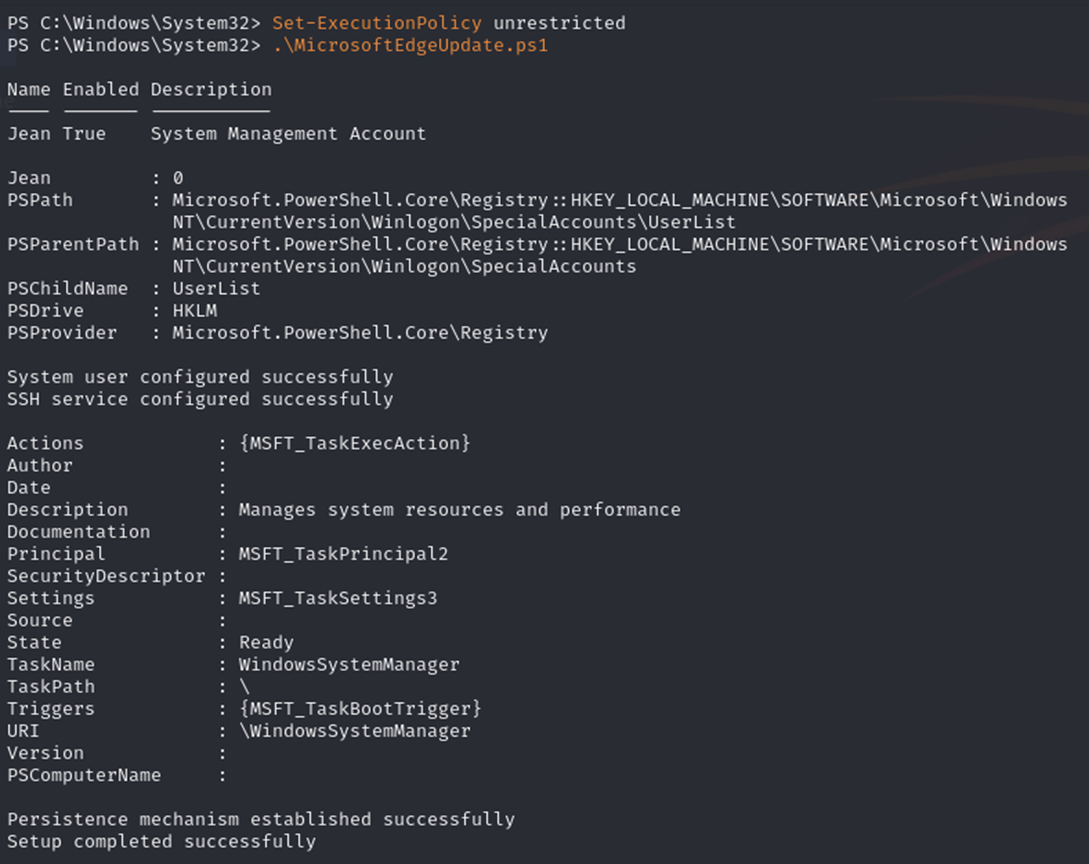 PS C:\Windows\System32> Set-ExecutionPolicy unrestricted
PS C:\Windows\System32> .\MicrosoftEdgeUpdate.ps1
Name Enabled Description
---- ------- -----------
Jean True    System Management Account
Jean         : 0
PSPath       : Microsoft.PowerShell.Core\Registry::HKEY_LOCAL_MACHINE\SOFTWARE\Microsoft\Windows
               NT\CurrentVersion\Winlogon\SpecialAccounts\UserList
PSParentPath : Microsoft.PowerShell.Core\Registry::HKEY_LOCAL_MACHINE\SOFTWARE\Microsoft\Windows
               NT\CurrentVersion\Winlogon\SpecialAccounts
PSChildName  : UserList
PSDrive      : HKLM
PSProvider   : Microsoft.PowerShell.Core\Registry
System user configured successfully
SSH service configured successfully
Actions            : {MSFT_TaskExecAction}
Author             :
Date               :
Description        : Manages system resources and performance
Documentation      :
Principal          : MSFT_TaskPrincipal2
SecurityDescriptor :
Settings           : MSFT_TaskSettings3
Source             :
State              : Ready
TaskName           : WindowsSystemManager
TaskPath           : \
Triggers           : {MSFT_TaskBootTrigger}
URI                : \WindowsSystemManager
Version            :
PSComputerName     :
Persistence mechanism established successfully
Setup completed successfully